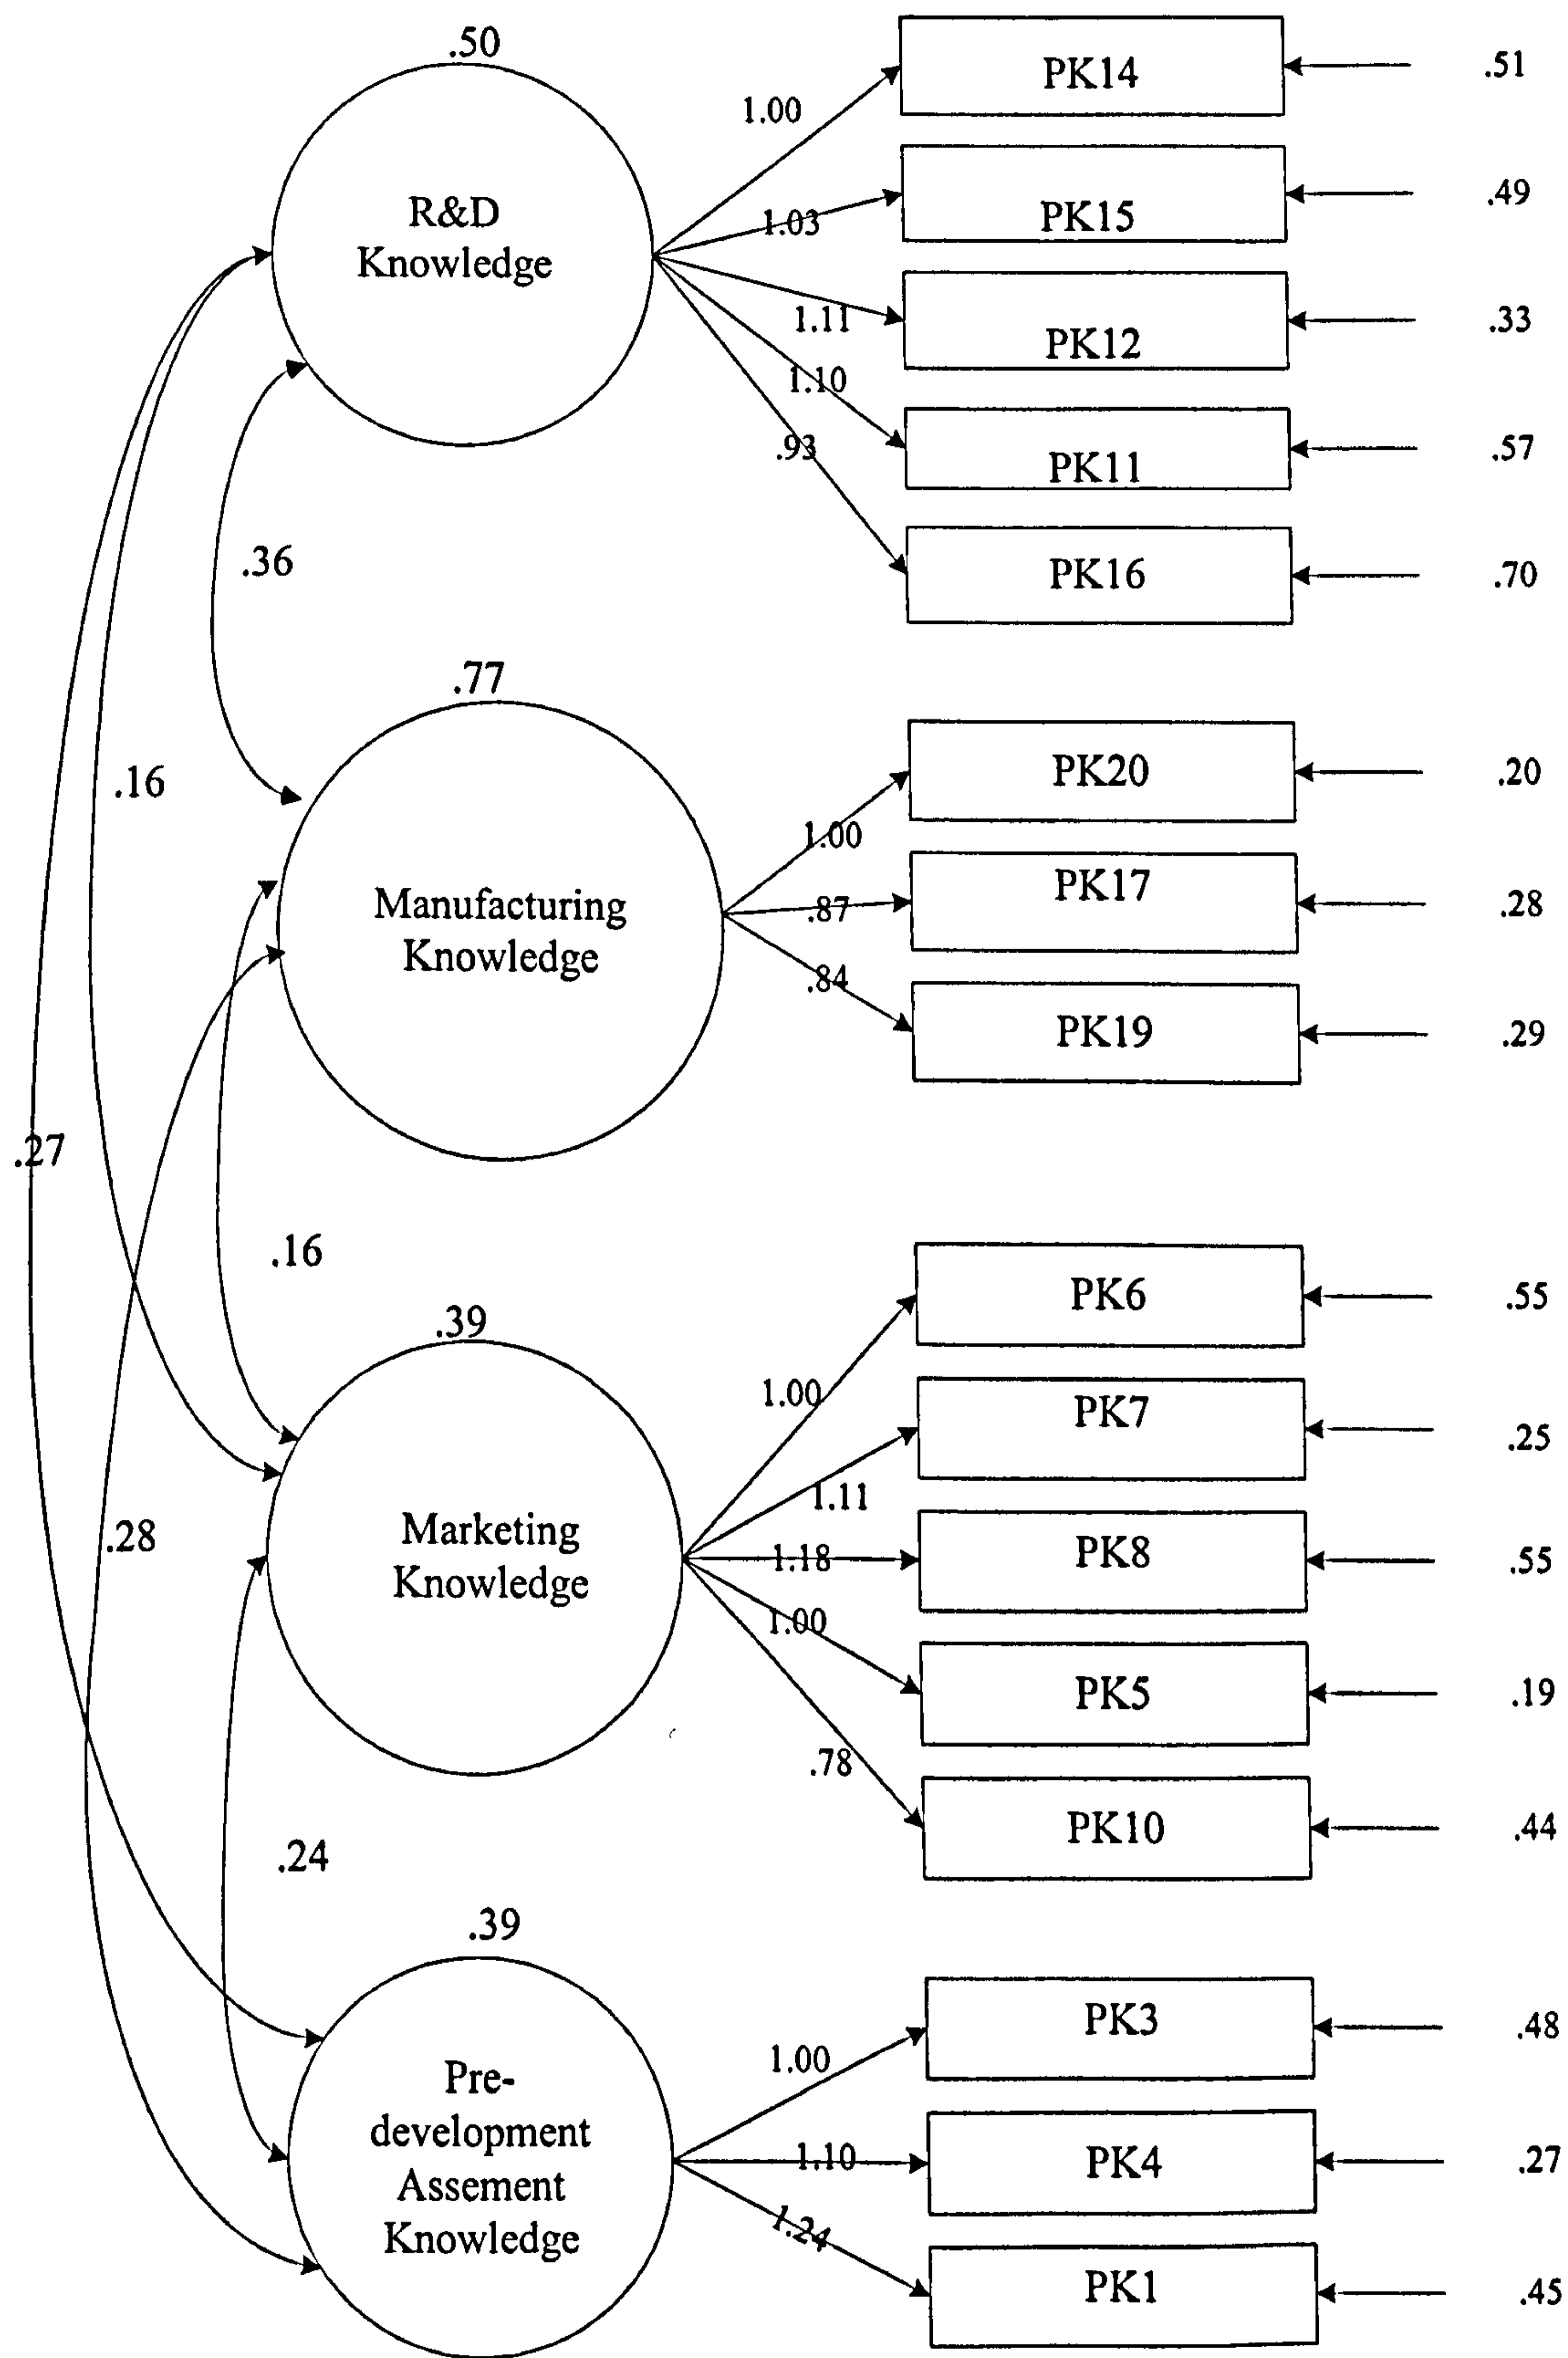 .50
1.00
PK14
.51
R&D
Knowledge
1.03
PK15
.49
1.11
PK12
.33
1.10
PK11
.57
.93
PK16
.70
.36
.77
.16
Manufacturing
Knowledge
1.00
PK20
.20
.87
PK17
.28
.84
PK19
.29
.27
.16
.39
1.00
PK6
.55
1.11
PK7
.25
Marketing
Knowledge
1.18
PK8
.55
.28
1.00
PK5
.19
.78
PK10
.44
.24
.39
1.00
PK3
.48
Pre-
development
Assement
Knowledge
1.10
PK4
.27
1.24
PK1
.45